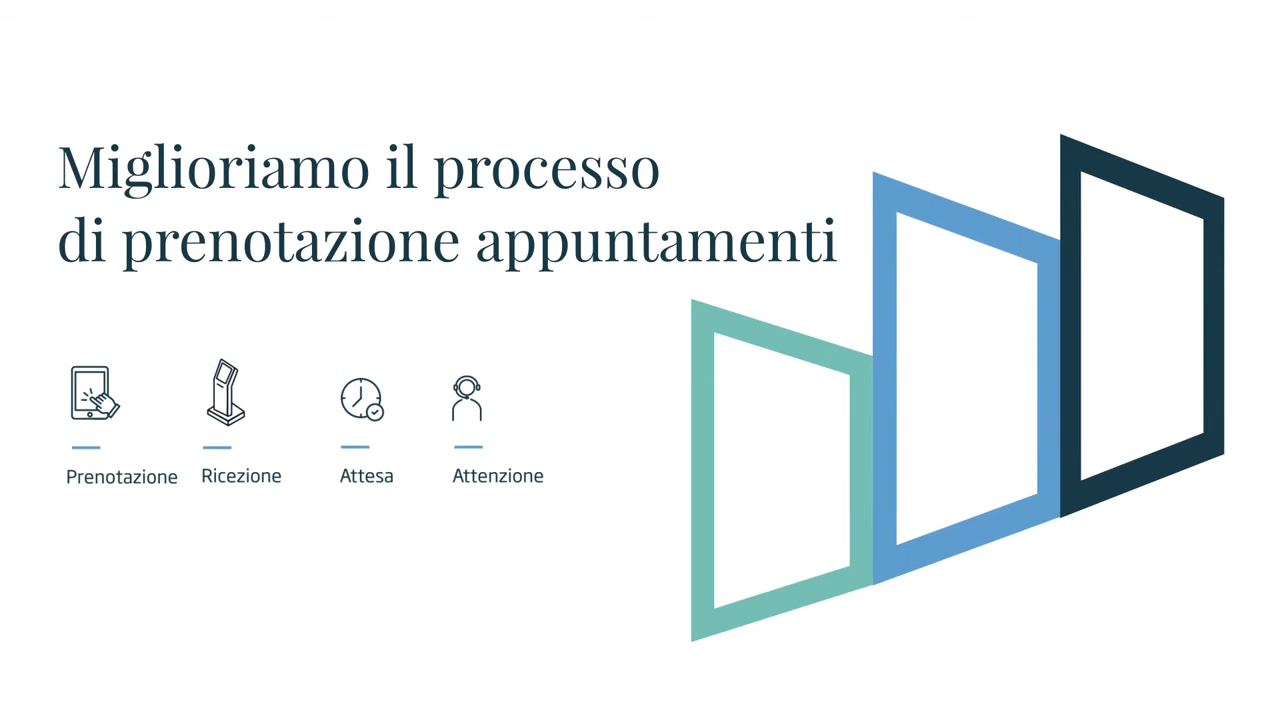 Miglioriamo il processo
di prenotazione appuntamenti
Prenotazione
Ricezione
Attesa
Attenzione